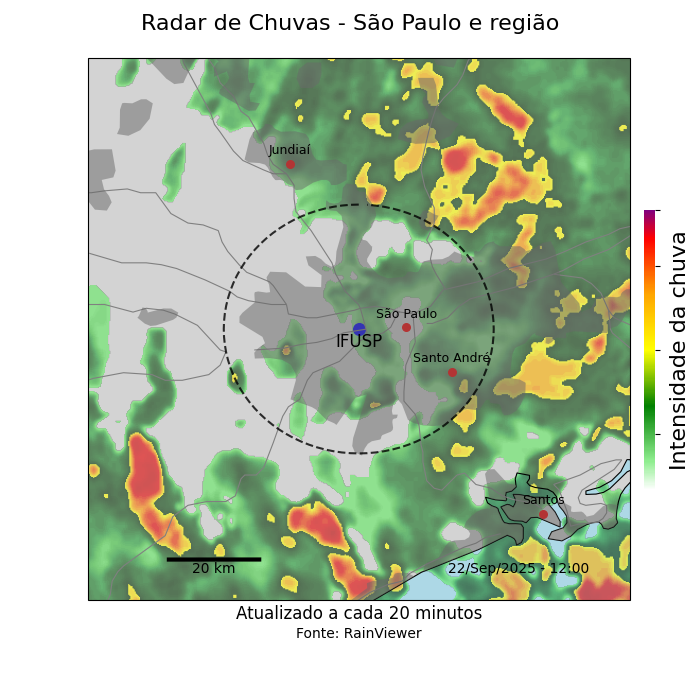 Radar de Chuvas - São Paulo e região
Jundiaí
São Paulo
IFUSP
Santo André
Santos
20 km
22/Sep/2025 - 12:00
Intensidade da chuva
Atualizado a cada 20 minutos
Fonte: RainViewer